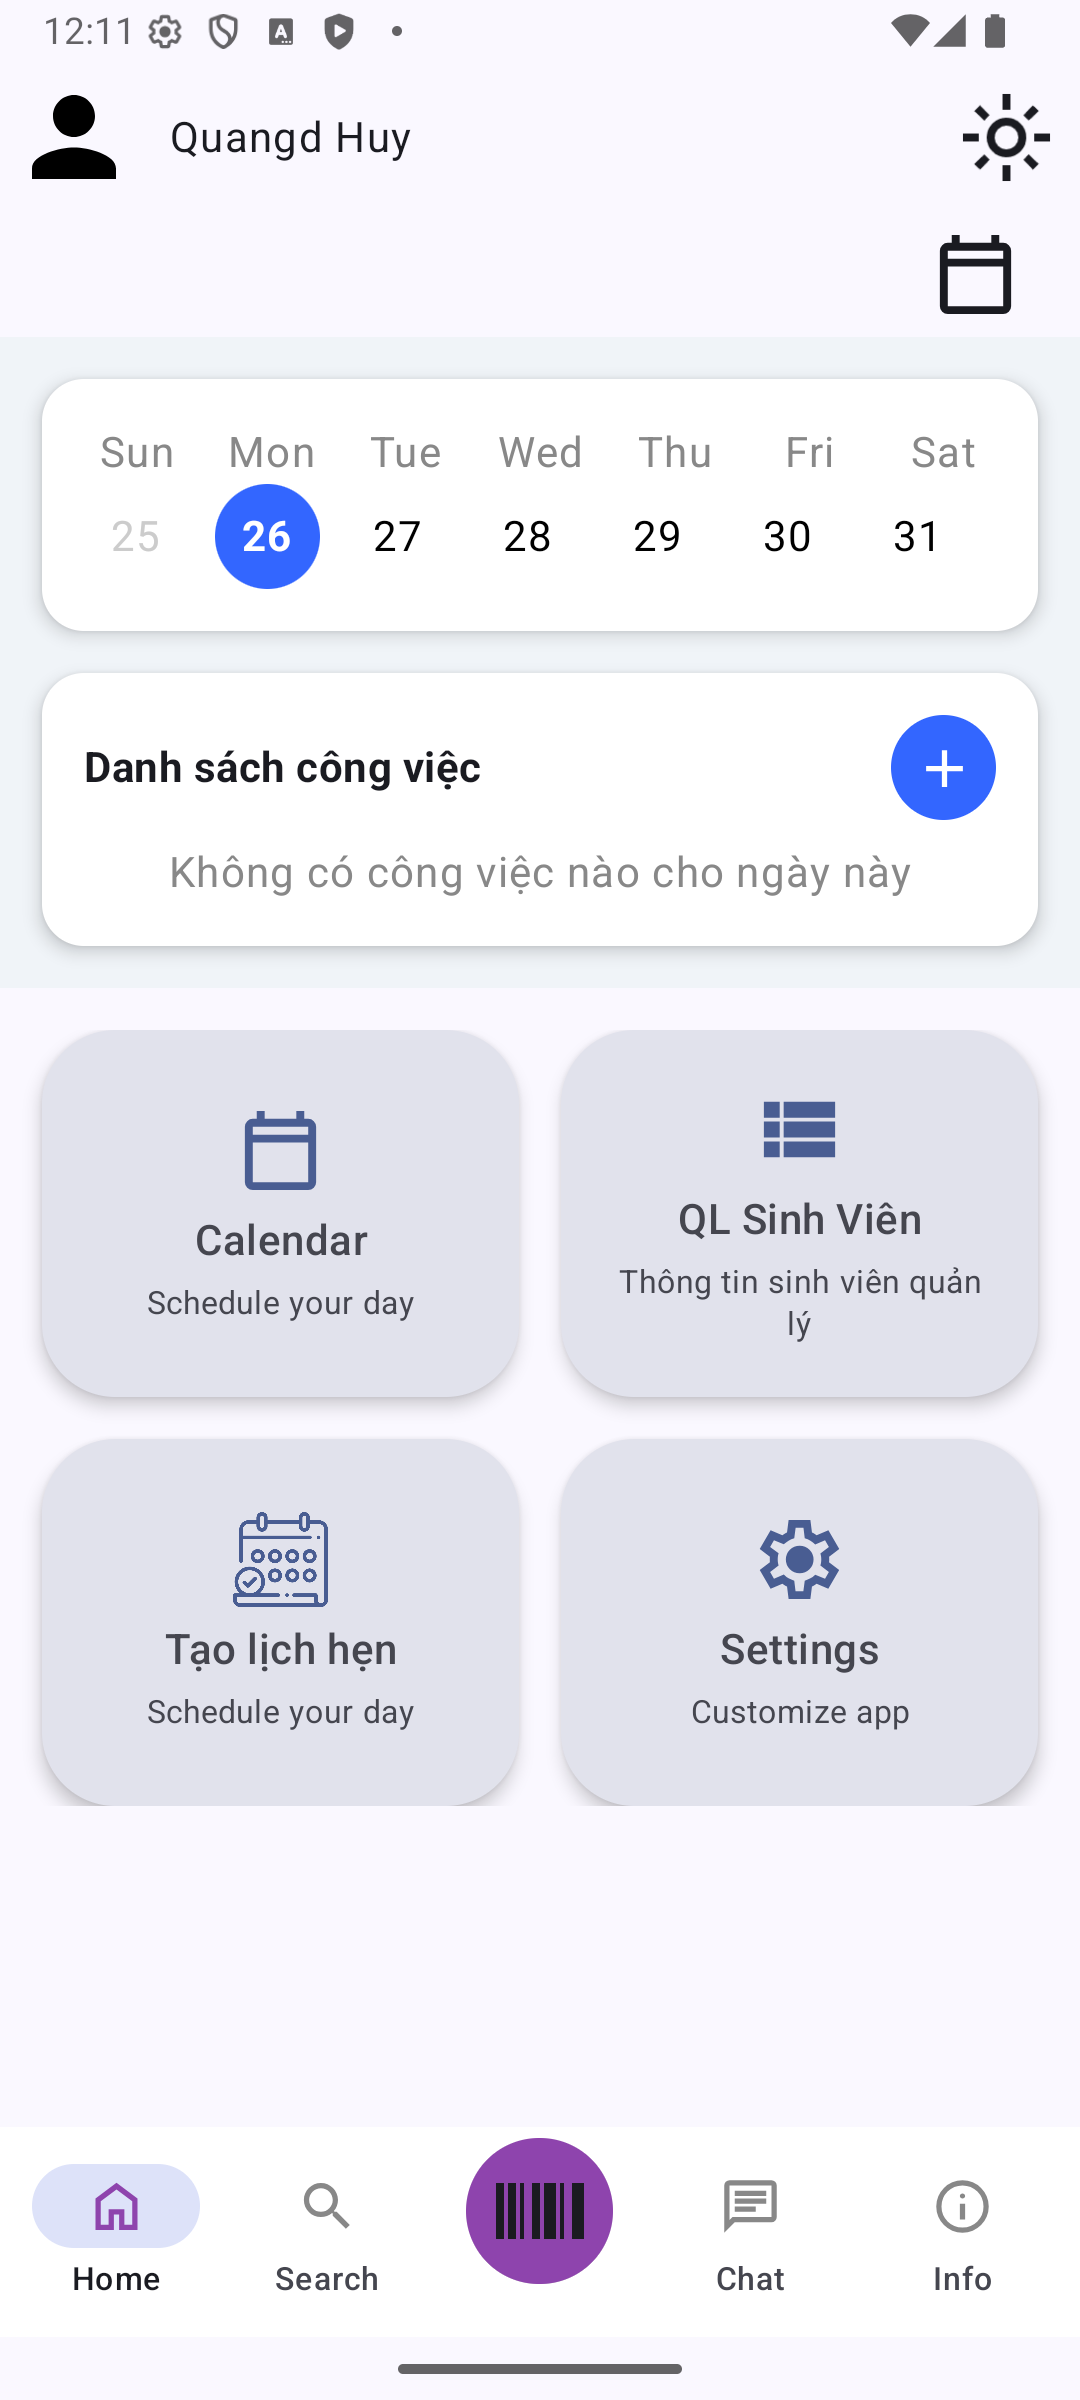 12:11
Quangd Huy
Sun Mon Tue Wed Thu Fri Sat
25 26 27 28 29 30 31
Danh sách công việc
Không có công việc nào cho ngày này
Calendar
Schedule your day
QL Sinh Viên
Thông tin sinh viên quản
lý
Tạo lịch hẹn
Schedule your day
Settings
Customize app
Home Search Chat Info